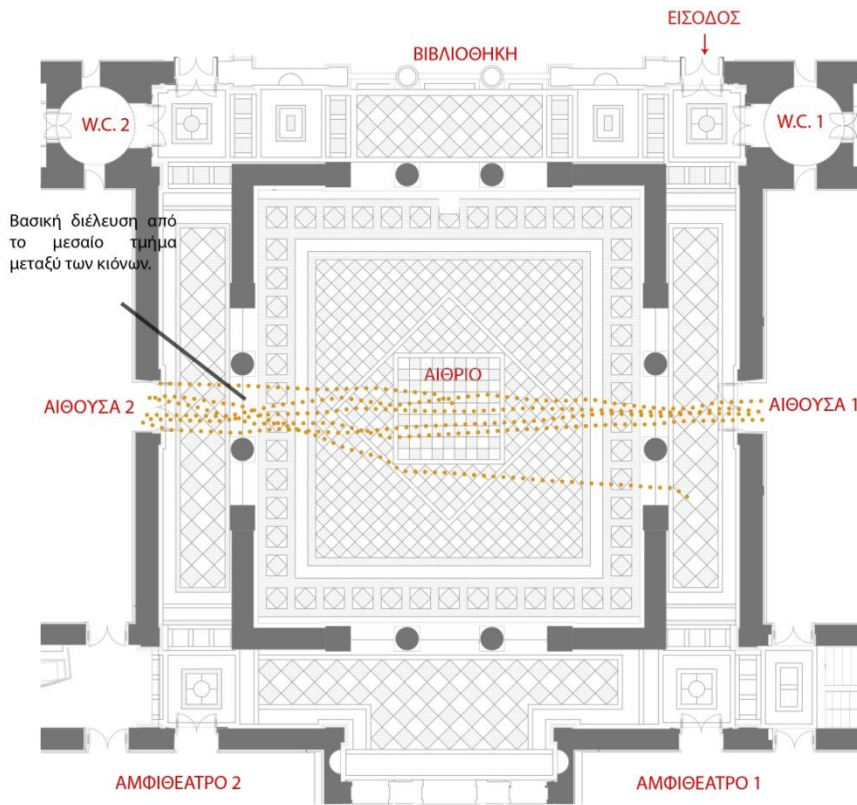 ΕΙΣΟΔΟΣ
ΒΙΒΛΙΟΘΗΚΗ
W.C. 2
W.C. 1
Βασική διέλευση από
το μεσαίο τμήμα
μεταξύ των κιόνων.
ΑΙΘΡΙΟ
ΑΙΘΟΥΣΑ 2
ΑΙΘΟΥΣΑ 1
ΑΜΦΙΘΕΑΤΡΟ 2
ΑΜΦΙΘΕΑΤΡΟ 1